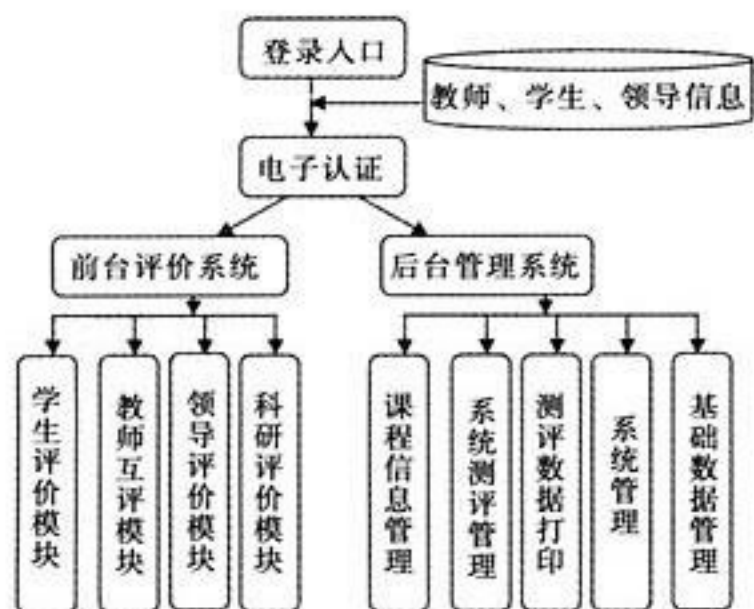 登录人口
教师、学生、领导信息
电子认证
前台评价系统
后台管理系统
学生评价模块
教师互评模块
领导评价模块
科研评价模块
课程信息管理
系统测评管理
测评数据打印
系统管理
基础数据管理